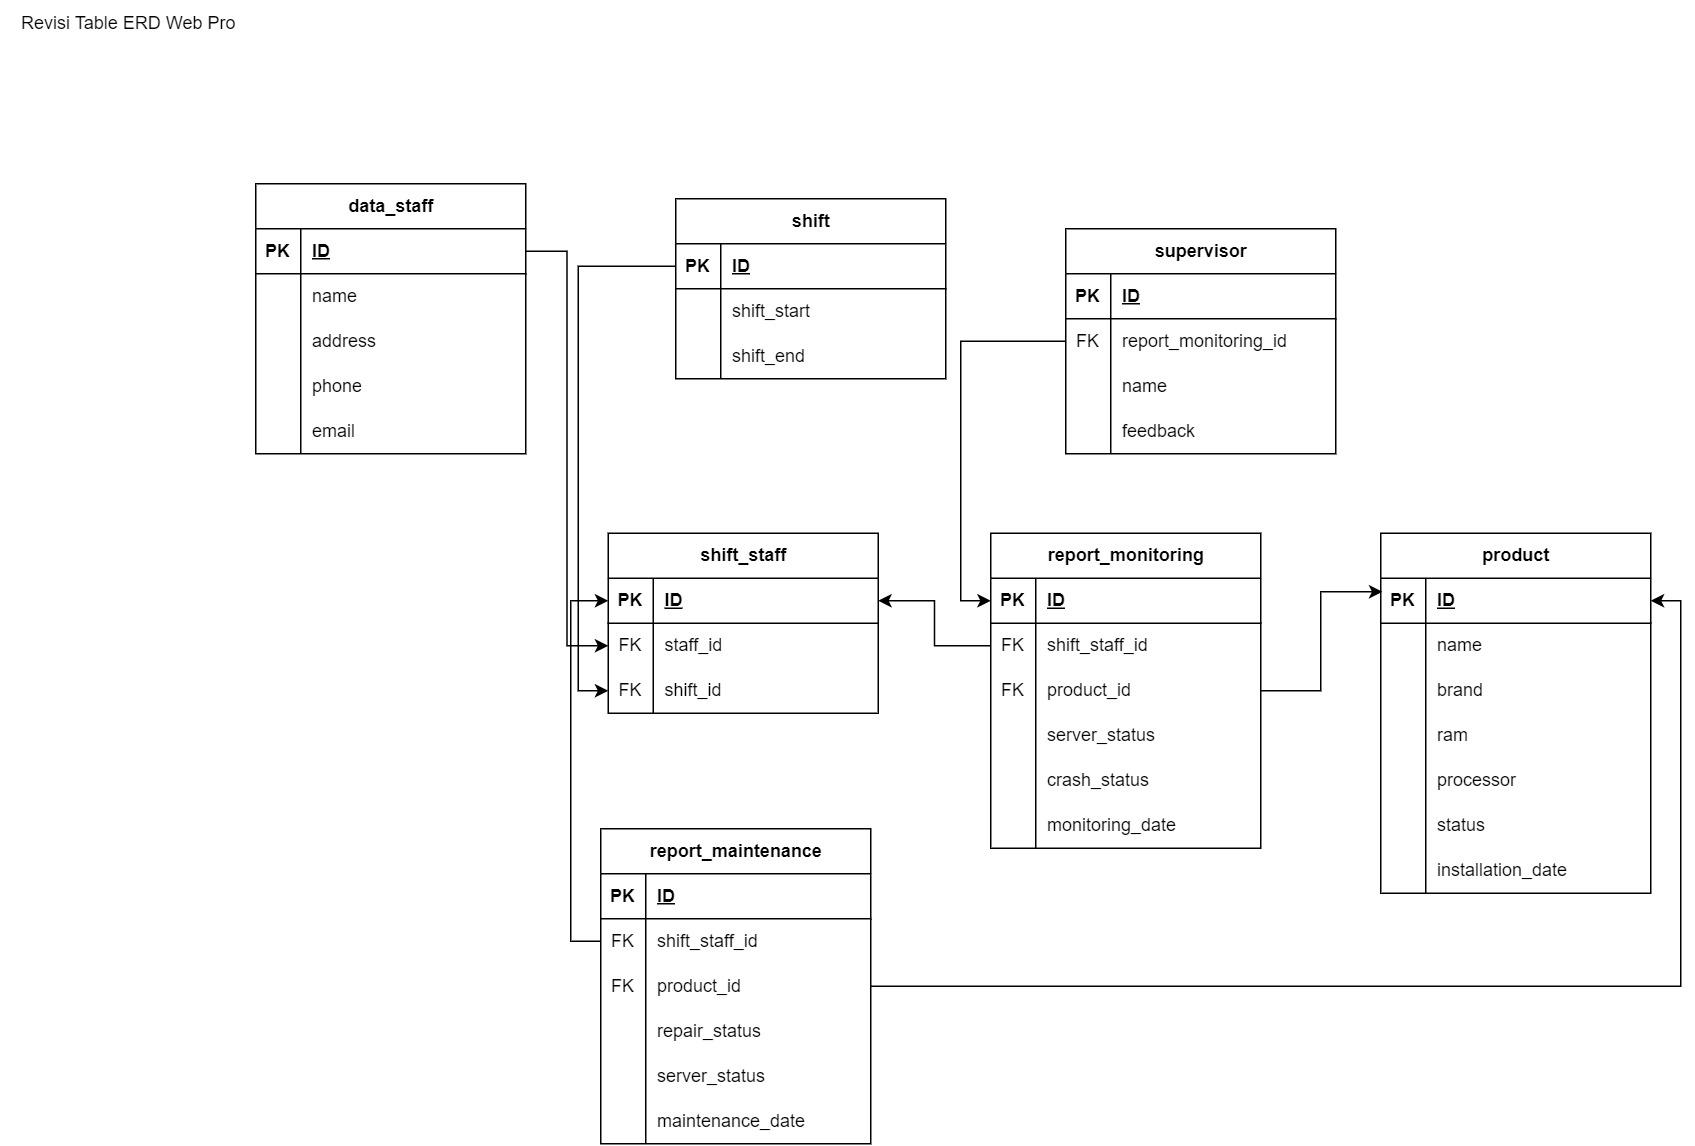 Revisi Table ERD Web Pro
data_staff
PK ID
name
address
phone
email
shift
PK ID
shift_start
shift_end
supervisor
PK ID
FK report_monitoring_id
name
feedback
shift_staff
PK ID
FK staff_id
FK shift_id
report_monitoring
PK ID
FK shift_staff_id
FK product_id
server_status
crash_status
monitoring_date
product
PK ID
name
brand
ram
processor
status
installation_date
report_maintenance
PK ID
FK shift_staff_id
FK product_id
repair_status
server_status
maintenance_date